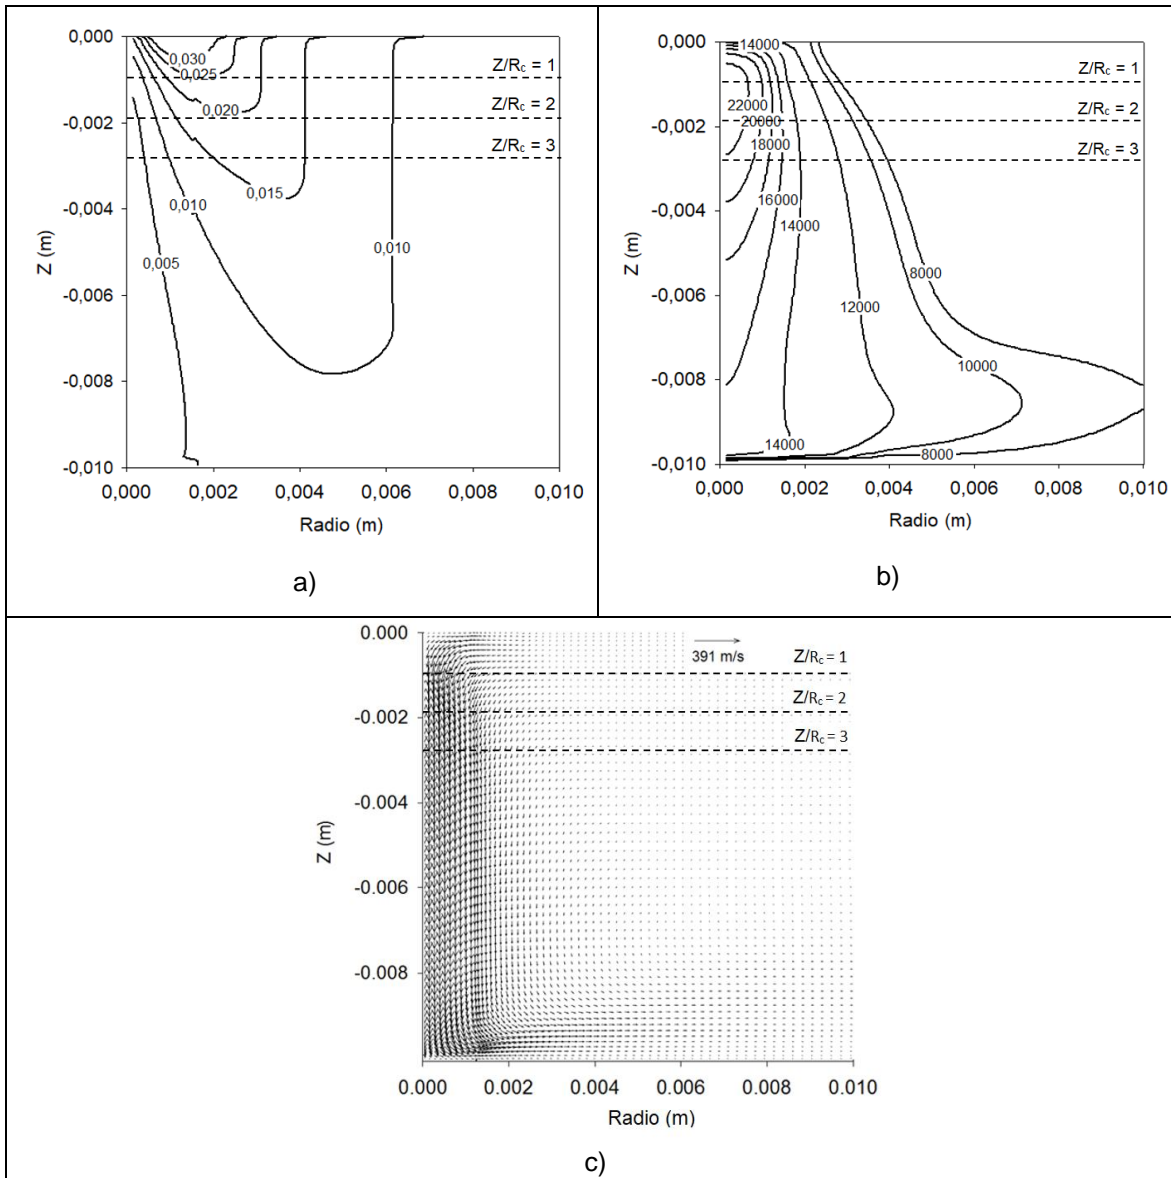 0,000
-0,002
-0,004
-0,006
-0,008
-0,010
Z (m)
0,030
0,025
0,020
0,015
0,010
0,010
0,005
Z/Rc = 1
Z/Rc = 2
Z/Rc = 3
0,000 0,002 0,004 0,006 0,008 0,010
Radio (m)
a)
0,000
-0,002
-0,004
-0,006
-0,008
-0,010
Z (m)
14000
22000
20000
18000
16000
14000
12000
8000
10000
14000
8000
Z/Rc = 1
Z/Rc = 2
Z/Rc = 3
0,000 0,002 0,004 0,006 0,008 0,010
Radio (m)
b)
0.000
-0.002
-0.004
-0.006
-0.008
Z (m)
391 m/s
Z/Rc = 1
Z/Rc = 2
Z/Rc = 3
0.000 0.002 0.004 0.006 0.008 0.010
Radio (m)
c)